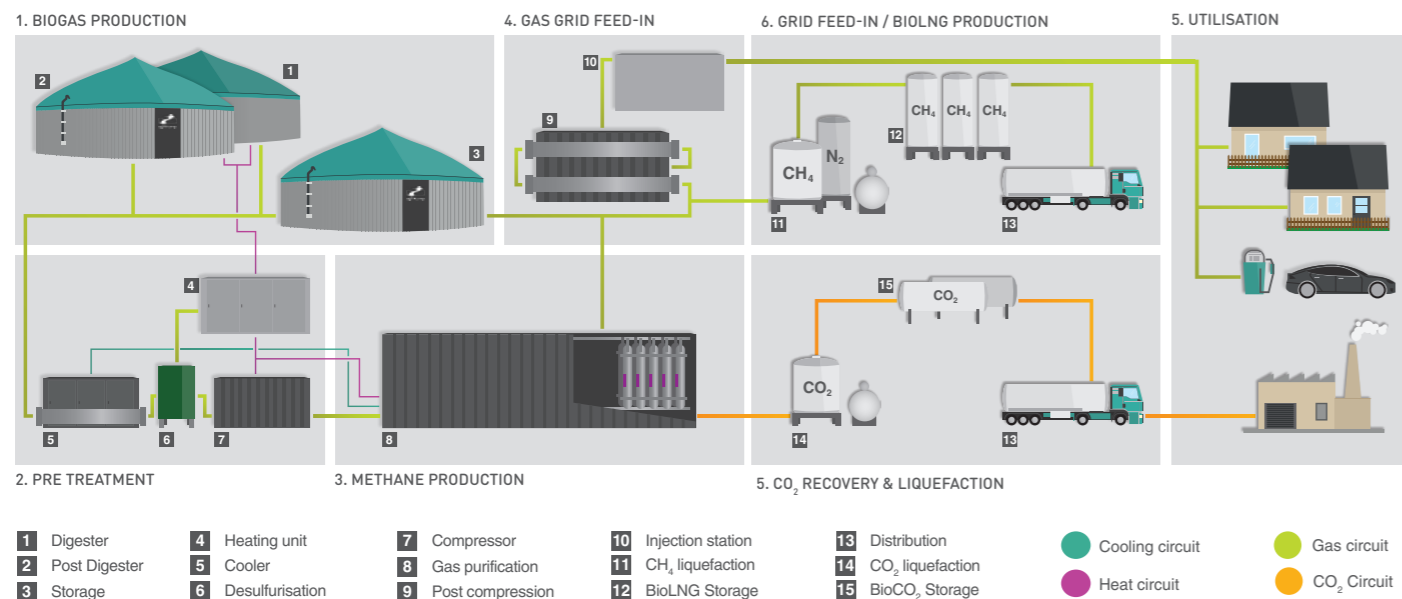 1. BIOGAS PRODUCTION
4. GAS GRID FEED-IN
6. GRID FEED-IN / BIOLNG PRODUCTION
5. UTILISATION
1
2
3
10
9
CH₄
N₂
11
12
CH₄
CH₄
CH₄
13
4
5
6
7
8
CO₂
14
15
CO₂
13
2. PRE TREATMENT
3. METHANE PRODUCTION
5. CO₂ RECOVERY & LIQUEFACTION
1 Digester
2 Post Digester
3 Storage
4 Heating unit
5 Cooler
6 Desulfurisation
7 Compressor
8 Gas purification
9 Post compression
10 Injection station
11 CH₄ liquefaction
12 BioLNG Storage
13 Distribution
14 CO₂ liquefaction
15 BioCO₂ Storage
Cooling circuit
Heat circuit
Gas circuit
CO₂ Circuit